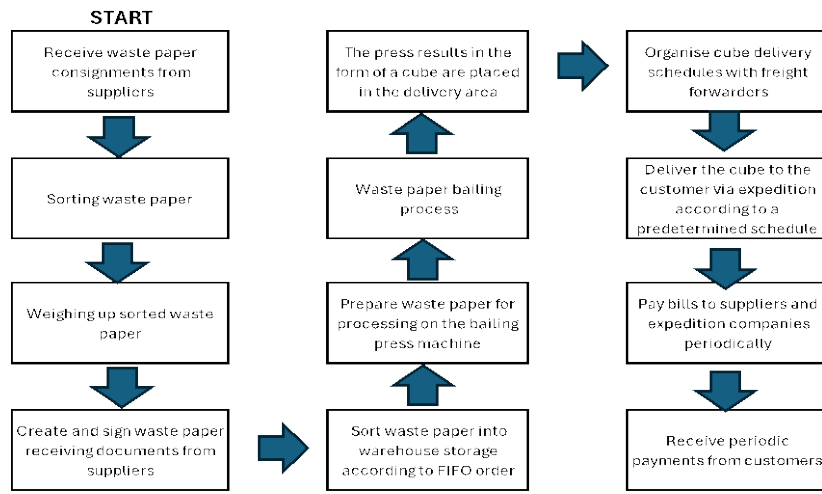 START
Receive waste paper
consignments from
suppliers
Sorting waste paper
Weighing up sorted waste
paper
Create and sign waste paper
receiving documents from
suppliers
Sort waste paper into
warehouse storage
according to FIFO order
Prepare waste paper for
processing on the bailing
press machine
Waste paper bailing
process
The press results in the
form of a cube are placed
in the delivery area
Organise cube delivery
schedules with freight
forwarders
Deliver the cube to the
customer via expedition
according to a
predetermined schedule
Pay bills to suppliers and
expedition companies
periodically
Receive periodic
payments from customers